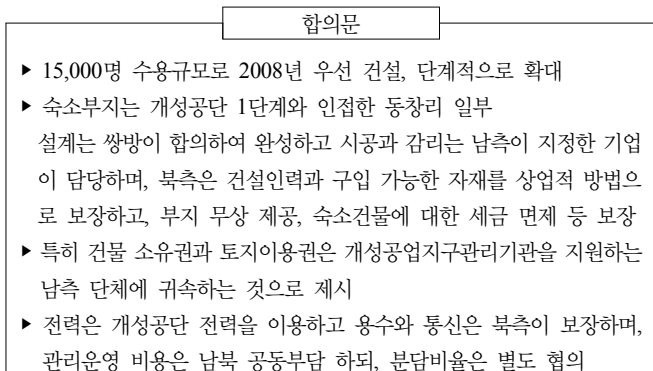 합의문
▶ 15,000명 수용규모로 2008년 우선 건설, 단계적으로 확대
▶ 숙소부지는 개성공단 1단계와 인접한 동창리 일부
설계는 쌍방이 합의하여 완성하고 시공과 감리는 남측이 지정한 기업
이 담당하며, 북측은 건설인력과 구입 가능한 자재를 상업적 방법으
로 보장하고, 부지 무상 제공, 숙소건물에 대한 세금 면제 등 보장
▶ 특히 건물 소유권과 토지이용권은 개성공업지구관리기관을 지원하는
남측 단체에 귀속하는 것으로 제시
▶ 전력은 개성공단 전력을 이용하고 용수와 통신은 북측이 보장하며,
관리운영 비용은 남북 공동부담 하되, 분담비율은 별도 협의